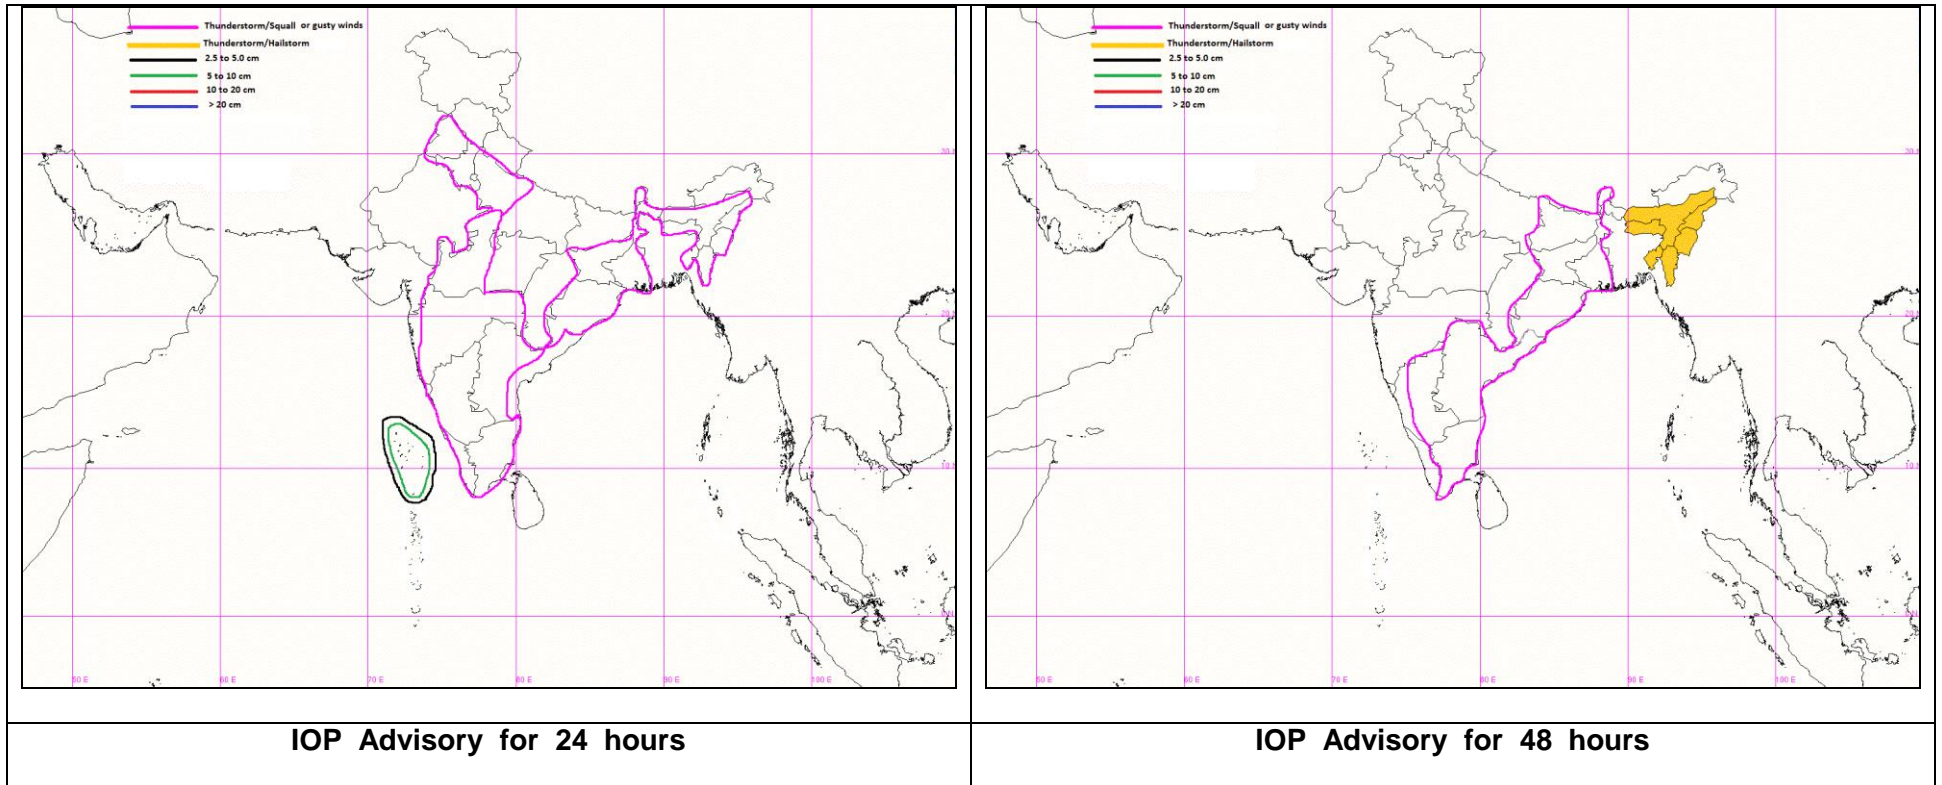 Thunderstorm/Squall or gusty winds
Thunderstorm/Hailstorm
2.5 to 5.0 cm
5 to 10 cm
10 to 20 cm
> 20 cm
30 N
20 N
10 N
50 E 60 E 70 E 80 E 90 E 100 E
Thunderstorm/Squall or gusty winds
Thunderstorm/Hailstorm
2.5 to 5.0 cm
5 to 10 cm
10 to 20 cm
> 20 cm
50 E 60 E 70 E 80 E 90 E 100 E
IOP Advisory for 24 hours
IOP Advisory for 48 hours